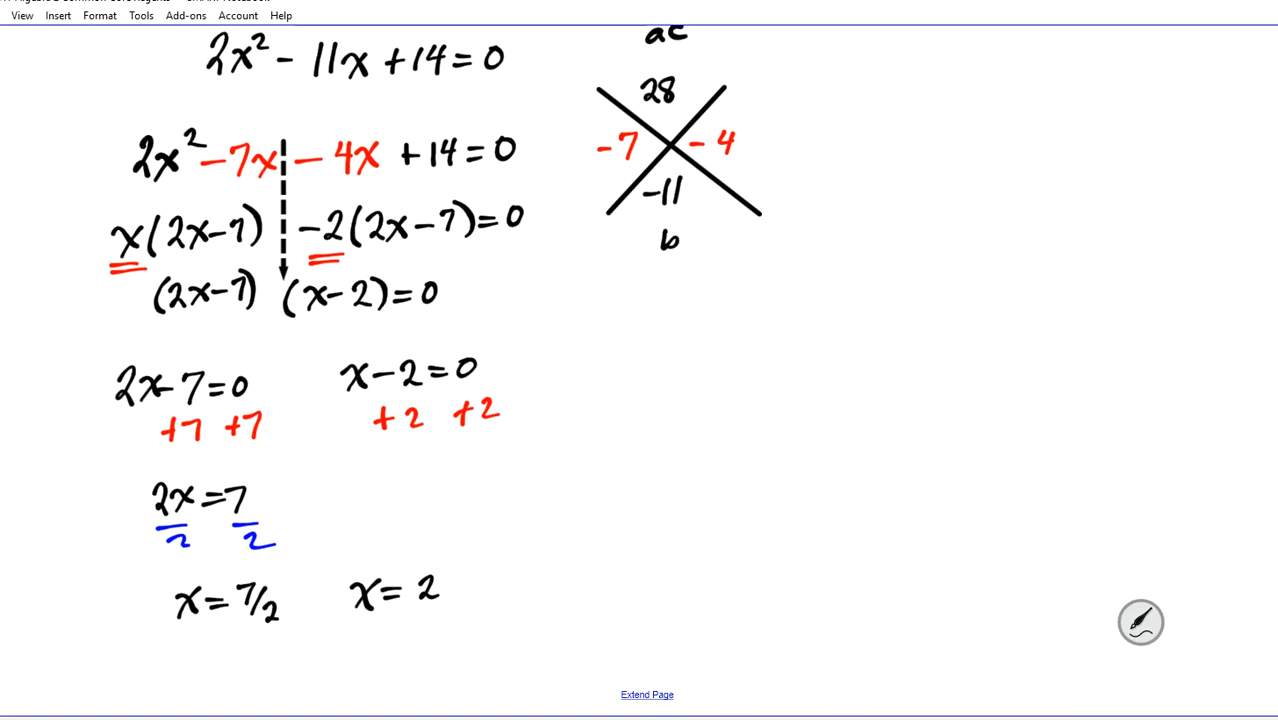 View Insert Format Tools Add-ons Account Help
2x² - 11x + 14 = 0
ac
28
-7 -4
-11
b
2x² -7x - 4x + 14 = 0
x(2x-7) -2(2x-7) = 0
(2x-7) (x-2) = 0
2x-7=0 x-2=0
+7 +7 +2 +2
2x=7
2 2
x=7/2 x=2
Extend Page